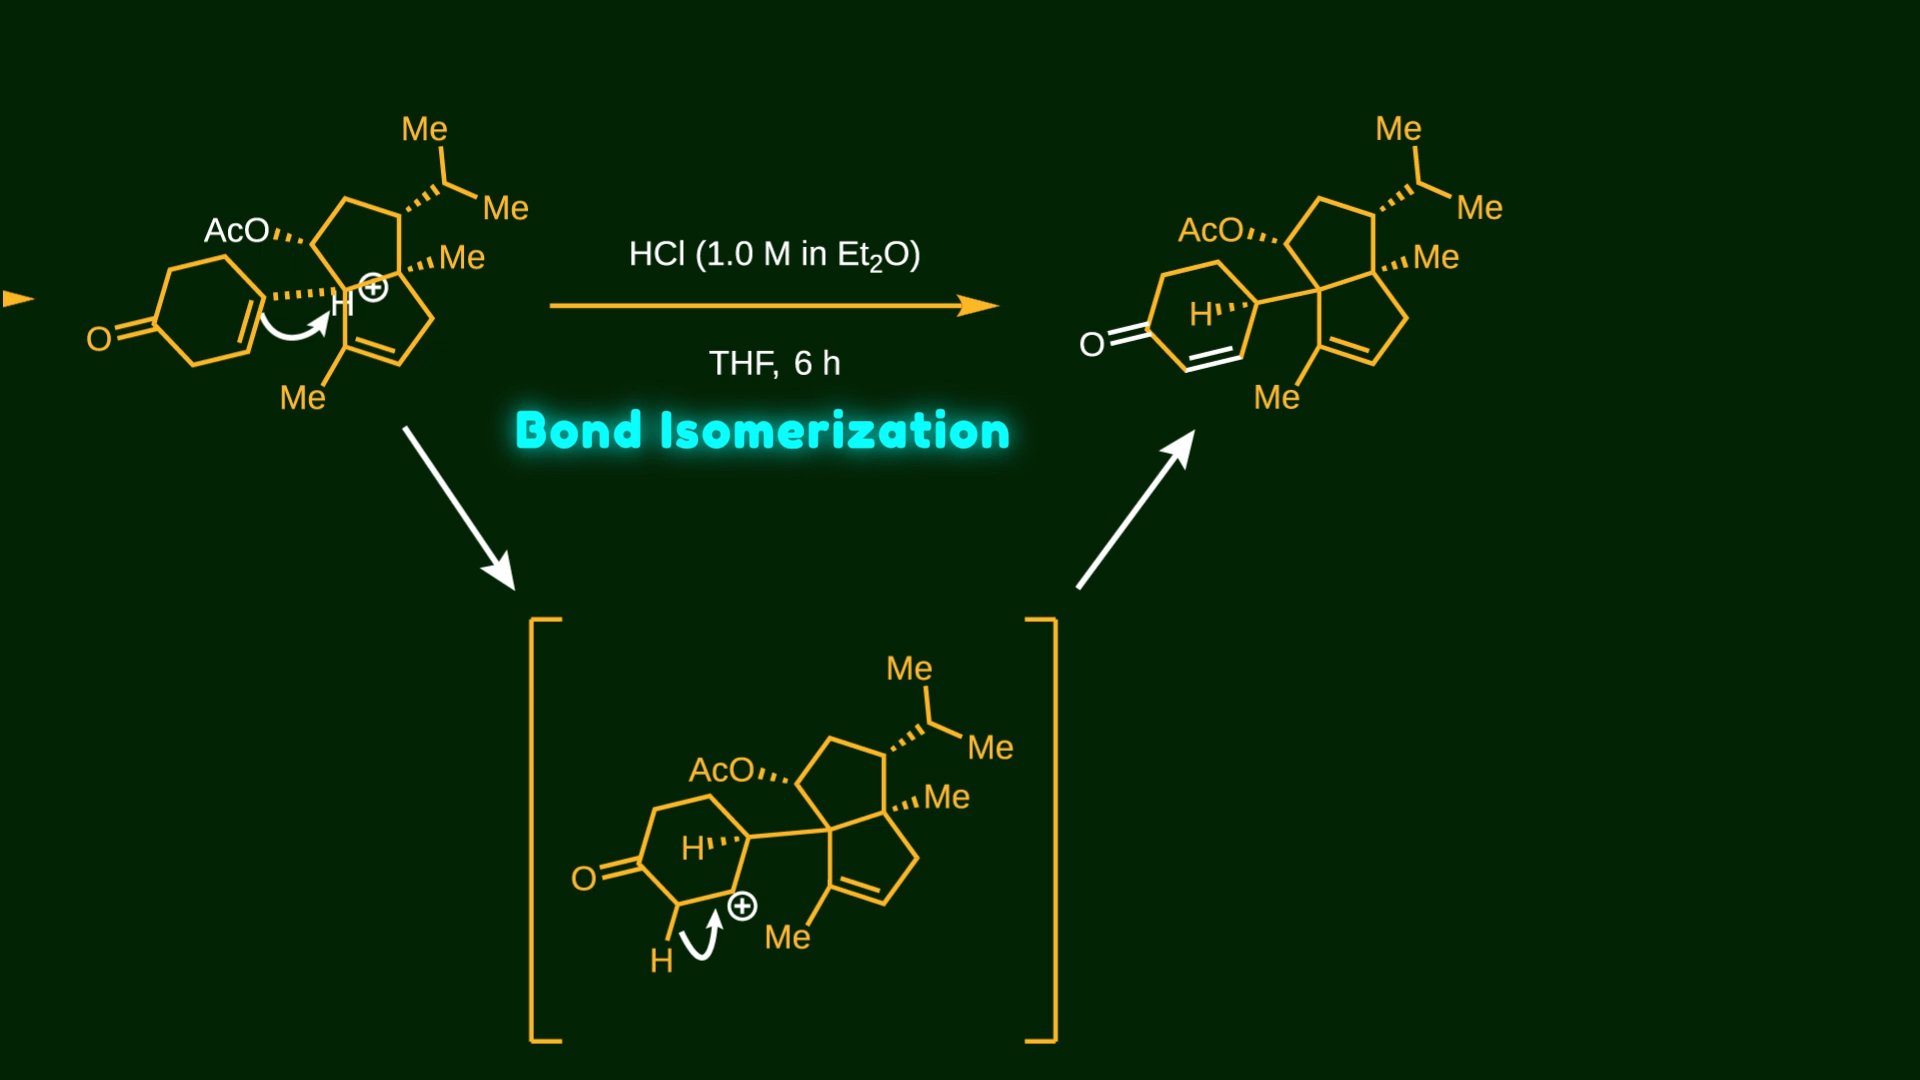 Me
Me
AcO
Me
H ⊕
O
Me
HCl (1.0 M in Et₂O)
THF, 6 h
Bond Isomerization
Me
Me
AcO
Me
H
O
Me
Me
Me
AcO
Me
H
O
⊕
Me
H